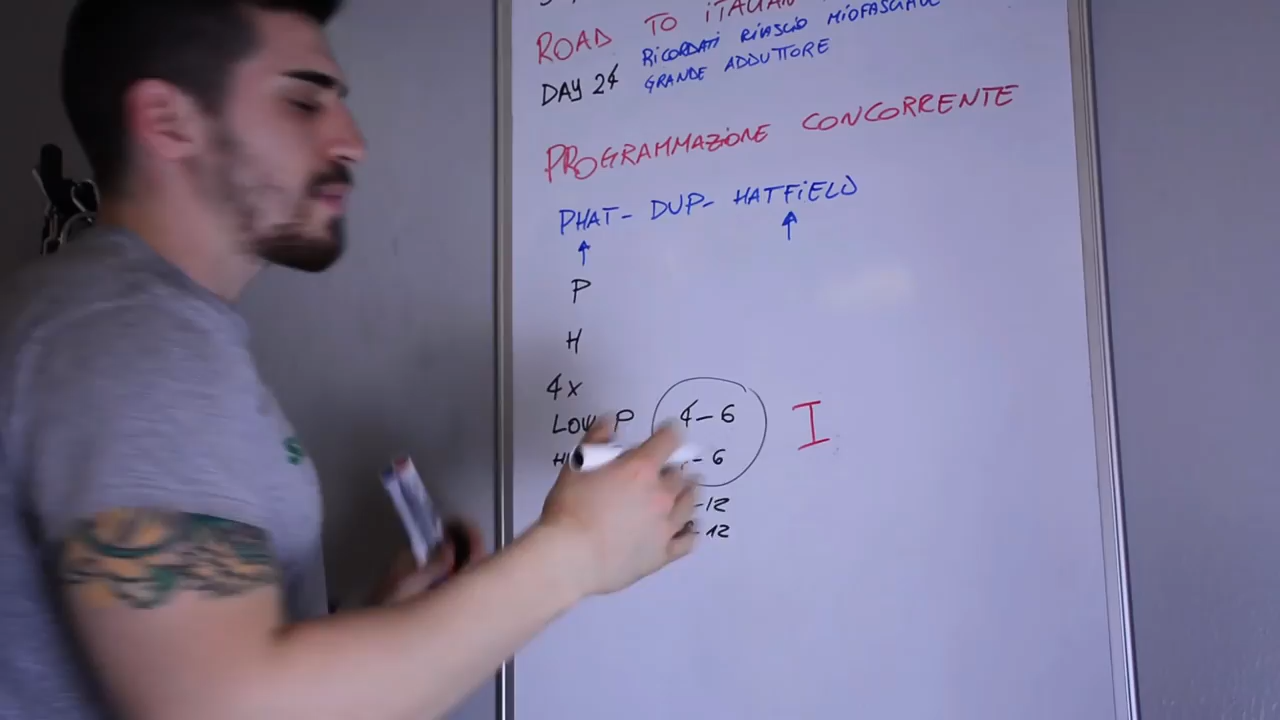 ROAD TO ITALIAN
RICORDATI RILASCIO MIOFASCIALE
DAY 24 GRANDE ADDUTTORE
PROGRAMMAZIONE CONCORRENTE
PHAT- DUP- HATFIELD
P
H
4x
LOW P 4-6 I
- 6
-12
-12